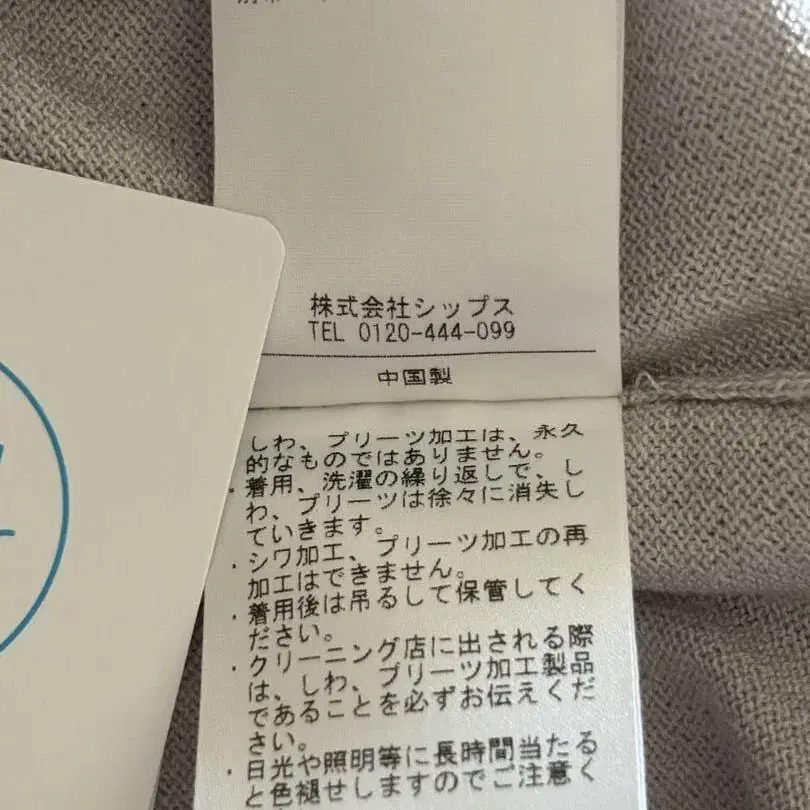 株式会社シップス
TEL 0120-444-099
中国製
しわ、プリーツ加工は、永久
的なものではありません。
・着用、洗濯の繰り返しで、し
わ、プリーツは徐々に消失し
ていきます。
・シワ加工、プリーツ加工の再
加工はできません。
・着用後は吊るして保管してく
ださい。
・クリーニング店に出される際
は、しわ、プリーツ加工製品
であることを必ずお伝えくだ
さい。
・日光や照明等に長時間当たる
と色褪せしますのでご注意く